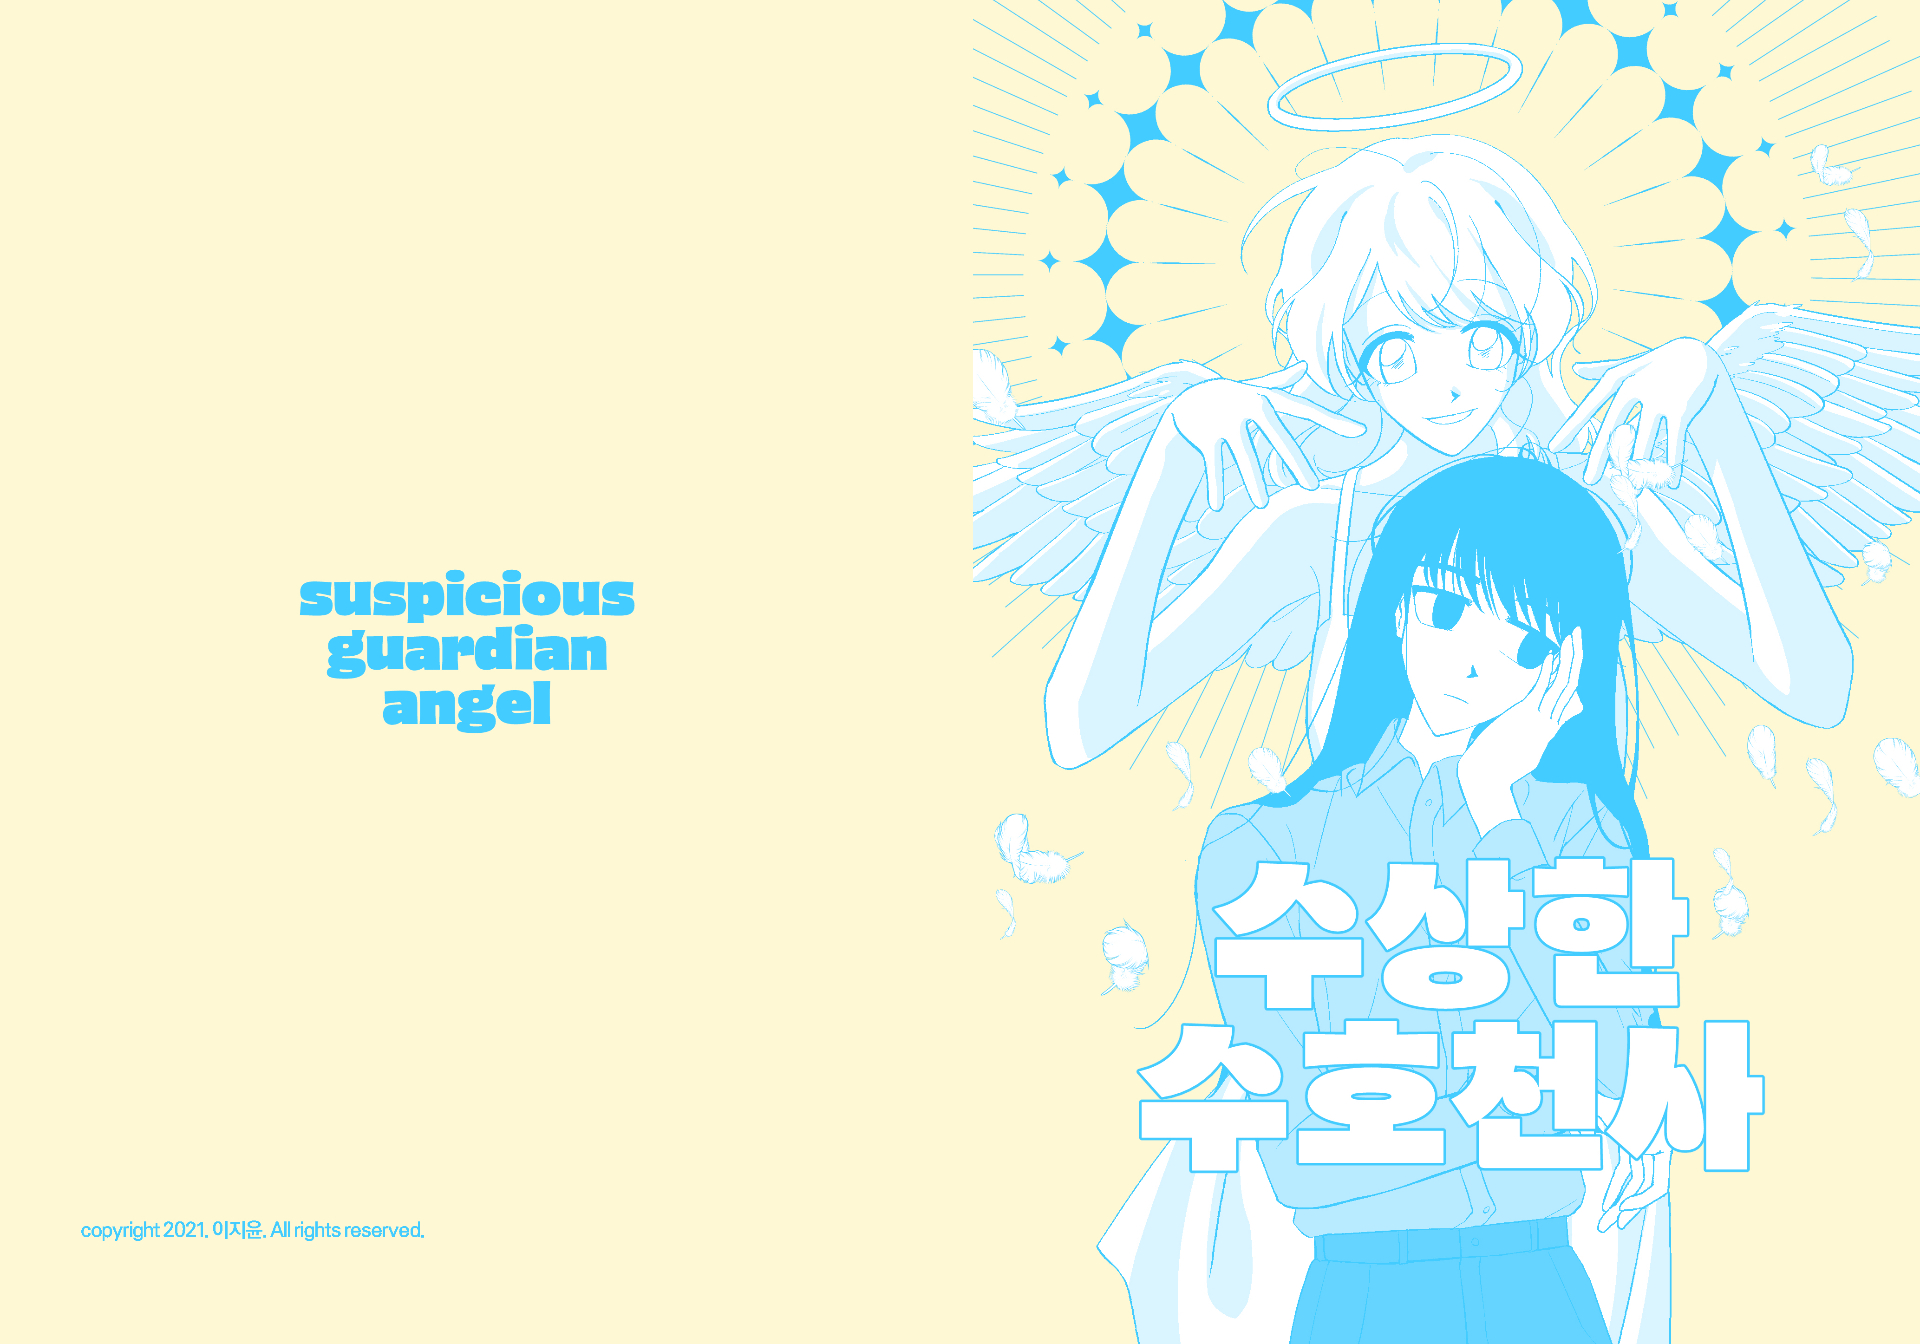 suspicious
guardian
angel
copyright 2021. 이지윤. All rights reserved.
수상한
수호천사